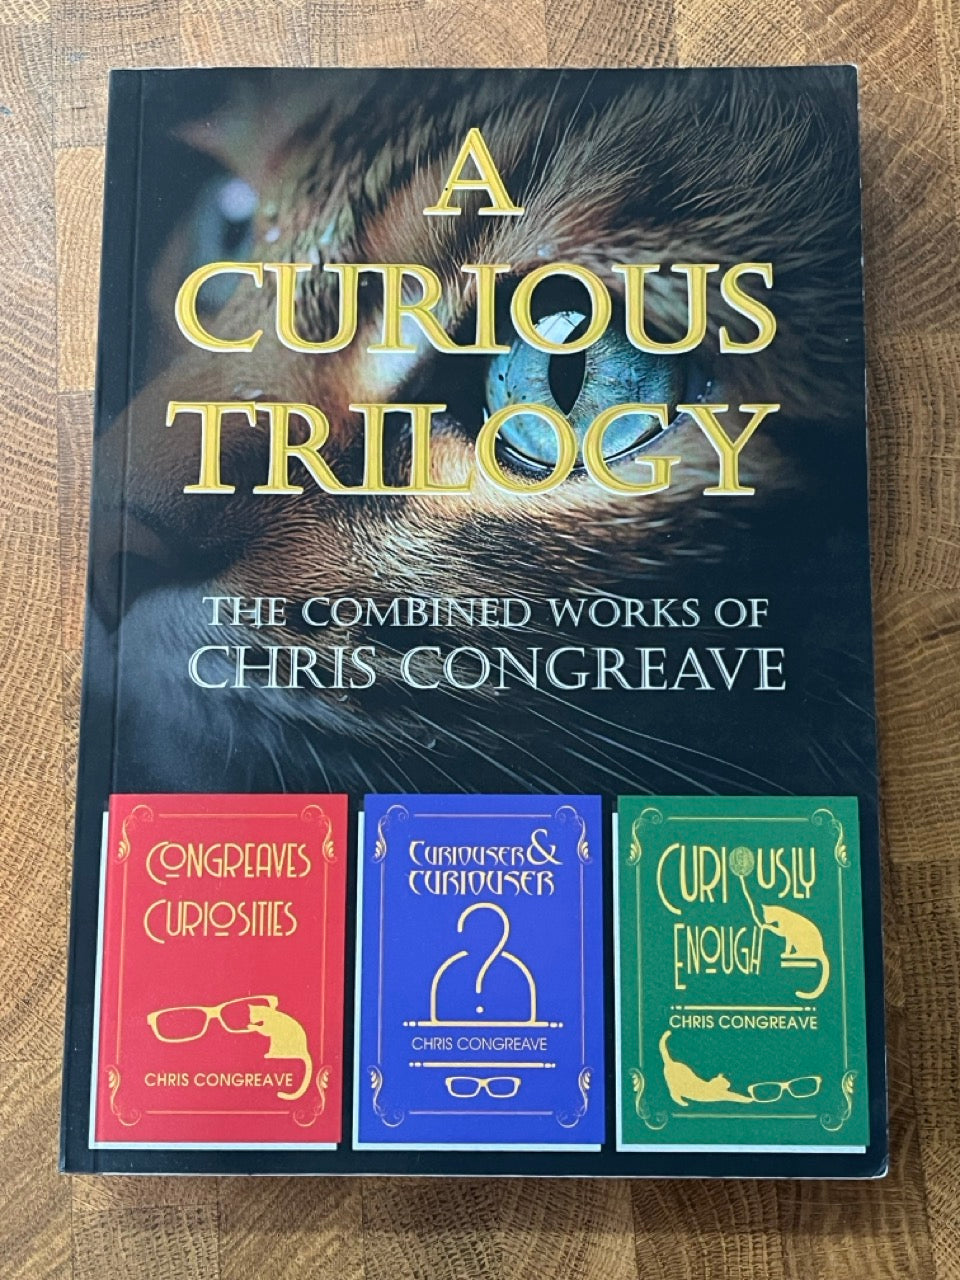 A
CURIOUS
TRILOGY
THE COMBINED WORKS OF
CHRIS CONGREAVE
CONGREAVES
CURIOSITIES
CHRIS CONGREAVE
CURIOUSER &
CURIOUSER
?
CHRIS CONGREAVE
CURIOUSLY
ENOUGH
CHRIS CONGREAVE